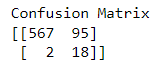 Confusion Matrix
[[567  95]
 [  2  18]]